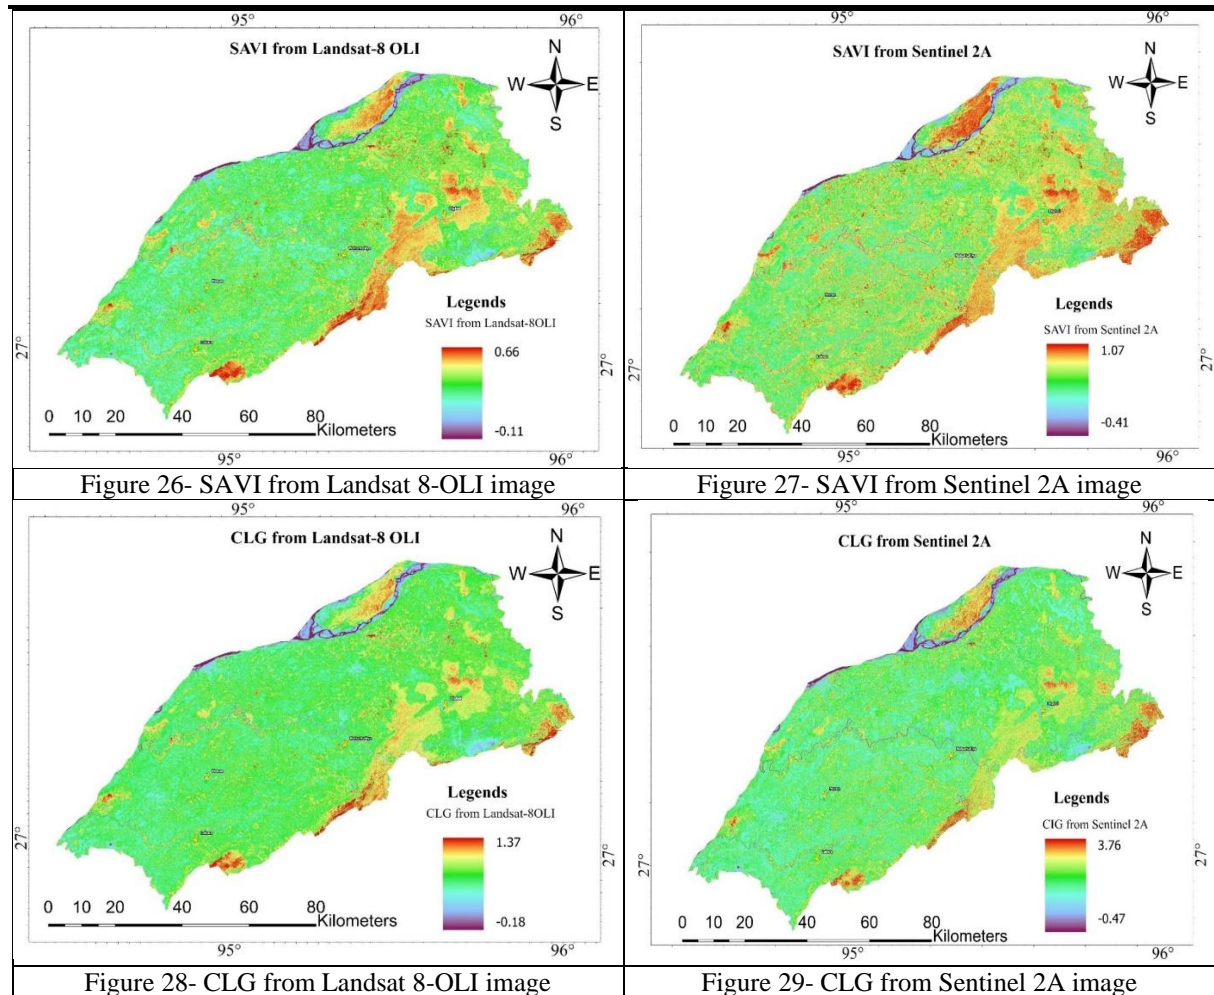 95°
96°
SAVI from Landsat-8 OLI
N
W E
S
Legends
SAVI from Landsat-8OLI
0.66
-0.11
27°
27°
0 10 20 40 60 80
Kilometers
95°
96°
Figure 26- SAVI from Landsat 8-OLI image
95°
96°
SAVI from Sentinel 2A
N
W E
S
Legends
SAVI from Sentinel 2A
1.07
-0.41
27°
27°
0 10 20 40 60 80
Kilometers
95°
96°
Figure 27- SAVI from Sentinel 2A image
95°
96°
CLG from Landsat-8 OLI
N
W E
S
Legends
CLG from Landsat-8OLI
1.37
-0.18
27°
27°
0 10 20 40 60 80
Kilometers
95°
96°
Figure 28- CLG from Landsat 8-OLI image
95°
96°
CLG from Sentinel 2A
N
W E
S
Legends
CIG from Sentinel 2A
3.76
-0.47
27°
27°
0 10 20 40 60 80
Kilometers
95°
96°
Figure 29- CLG from Sentinel 2A image